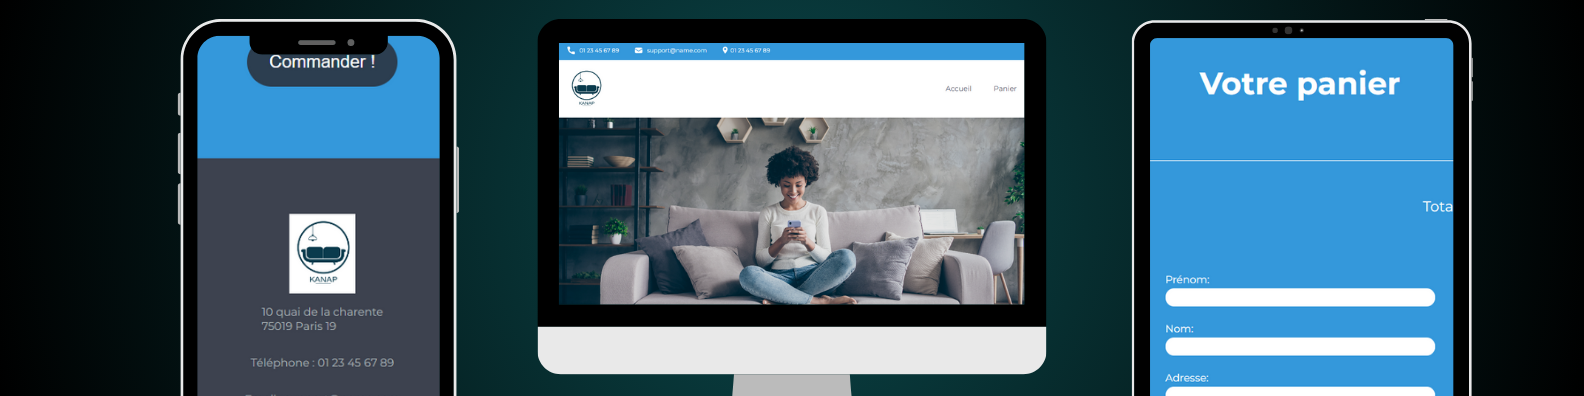 Commander !
KANAP
10 quai de la charente
75019 Paris 19
Téléphone : 01 23 45 67 89
01 23 45 67 89
support@name.com
01 23 45 67 89
KANAP
Accueil
Panier
Votre panier
Tota
Prénom:
Nom:
Adresse: